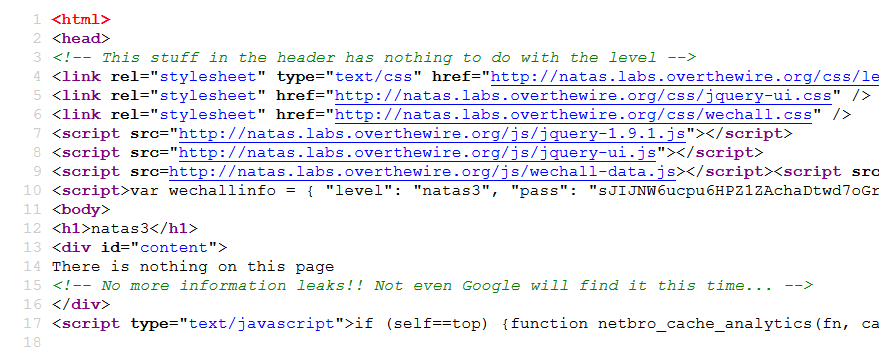 1 <html>
2 <head>
3 <!-- This stuff in the header has nothing to do with the level -->
4 <link rel="stylesheet" type="text/css" href="http://natas.labs.overthewire.org/css/le
5 <link rel="stylesheet" href="http://natas.labs.overthewire.org/css/jquery-ui.css" />
6 <link rel="stylesheet" href="http://natas.labs.overthewire.org/css/wechall.css" />
7 <script src="http://natas.labs.overthewire.org/js/jquery-1.9.1.js"></script>
8 <script src="http://natas.labs.overthewire.org/js/jquery-ui.js"></script>
9 <script src=http://natas.labs.overthewire.org/js/wechall-data.js></script><script src
10 <script>var wechallinfo = { "level": "natas3", "pass": "sJIJNW6ucpu6HPZ1ZAchaDtwd7oGr
11 <body>
12 <h1>natas3</h1>
13 <div id="content">
14 There is nothing on this page
15 <!-- No more information leaks!! Not even Google will find it this time... -->
16 </div>
17 <script type="text/javascript">if (self==top) {function netbro_cache_analytics(fn, ca
18